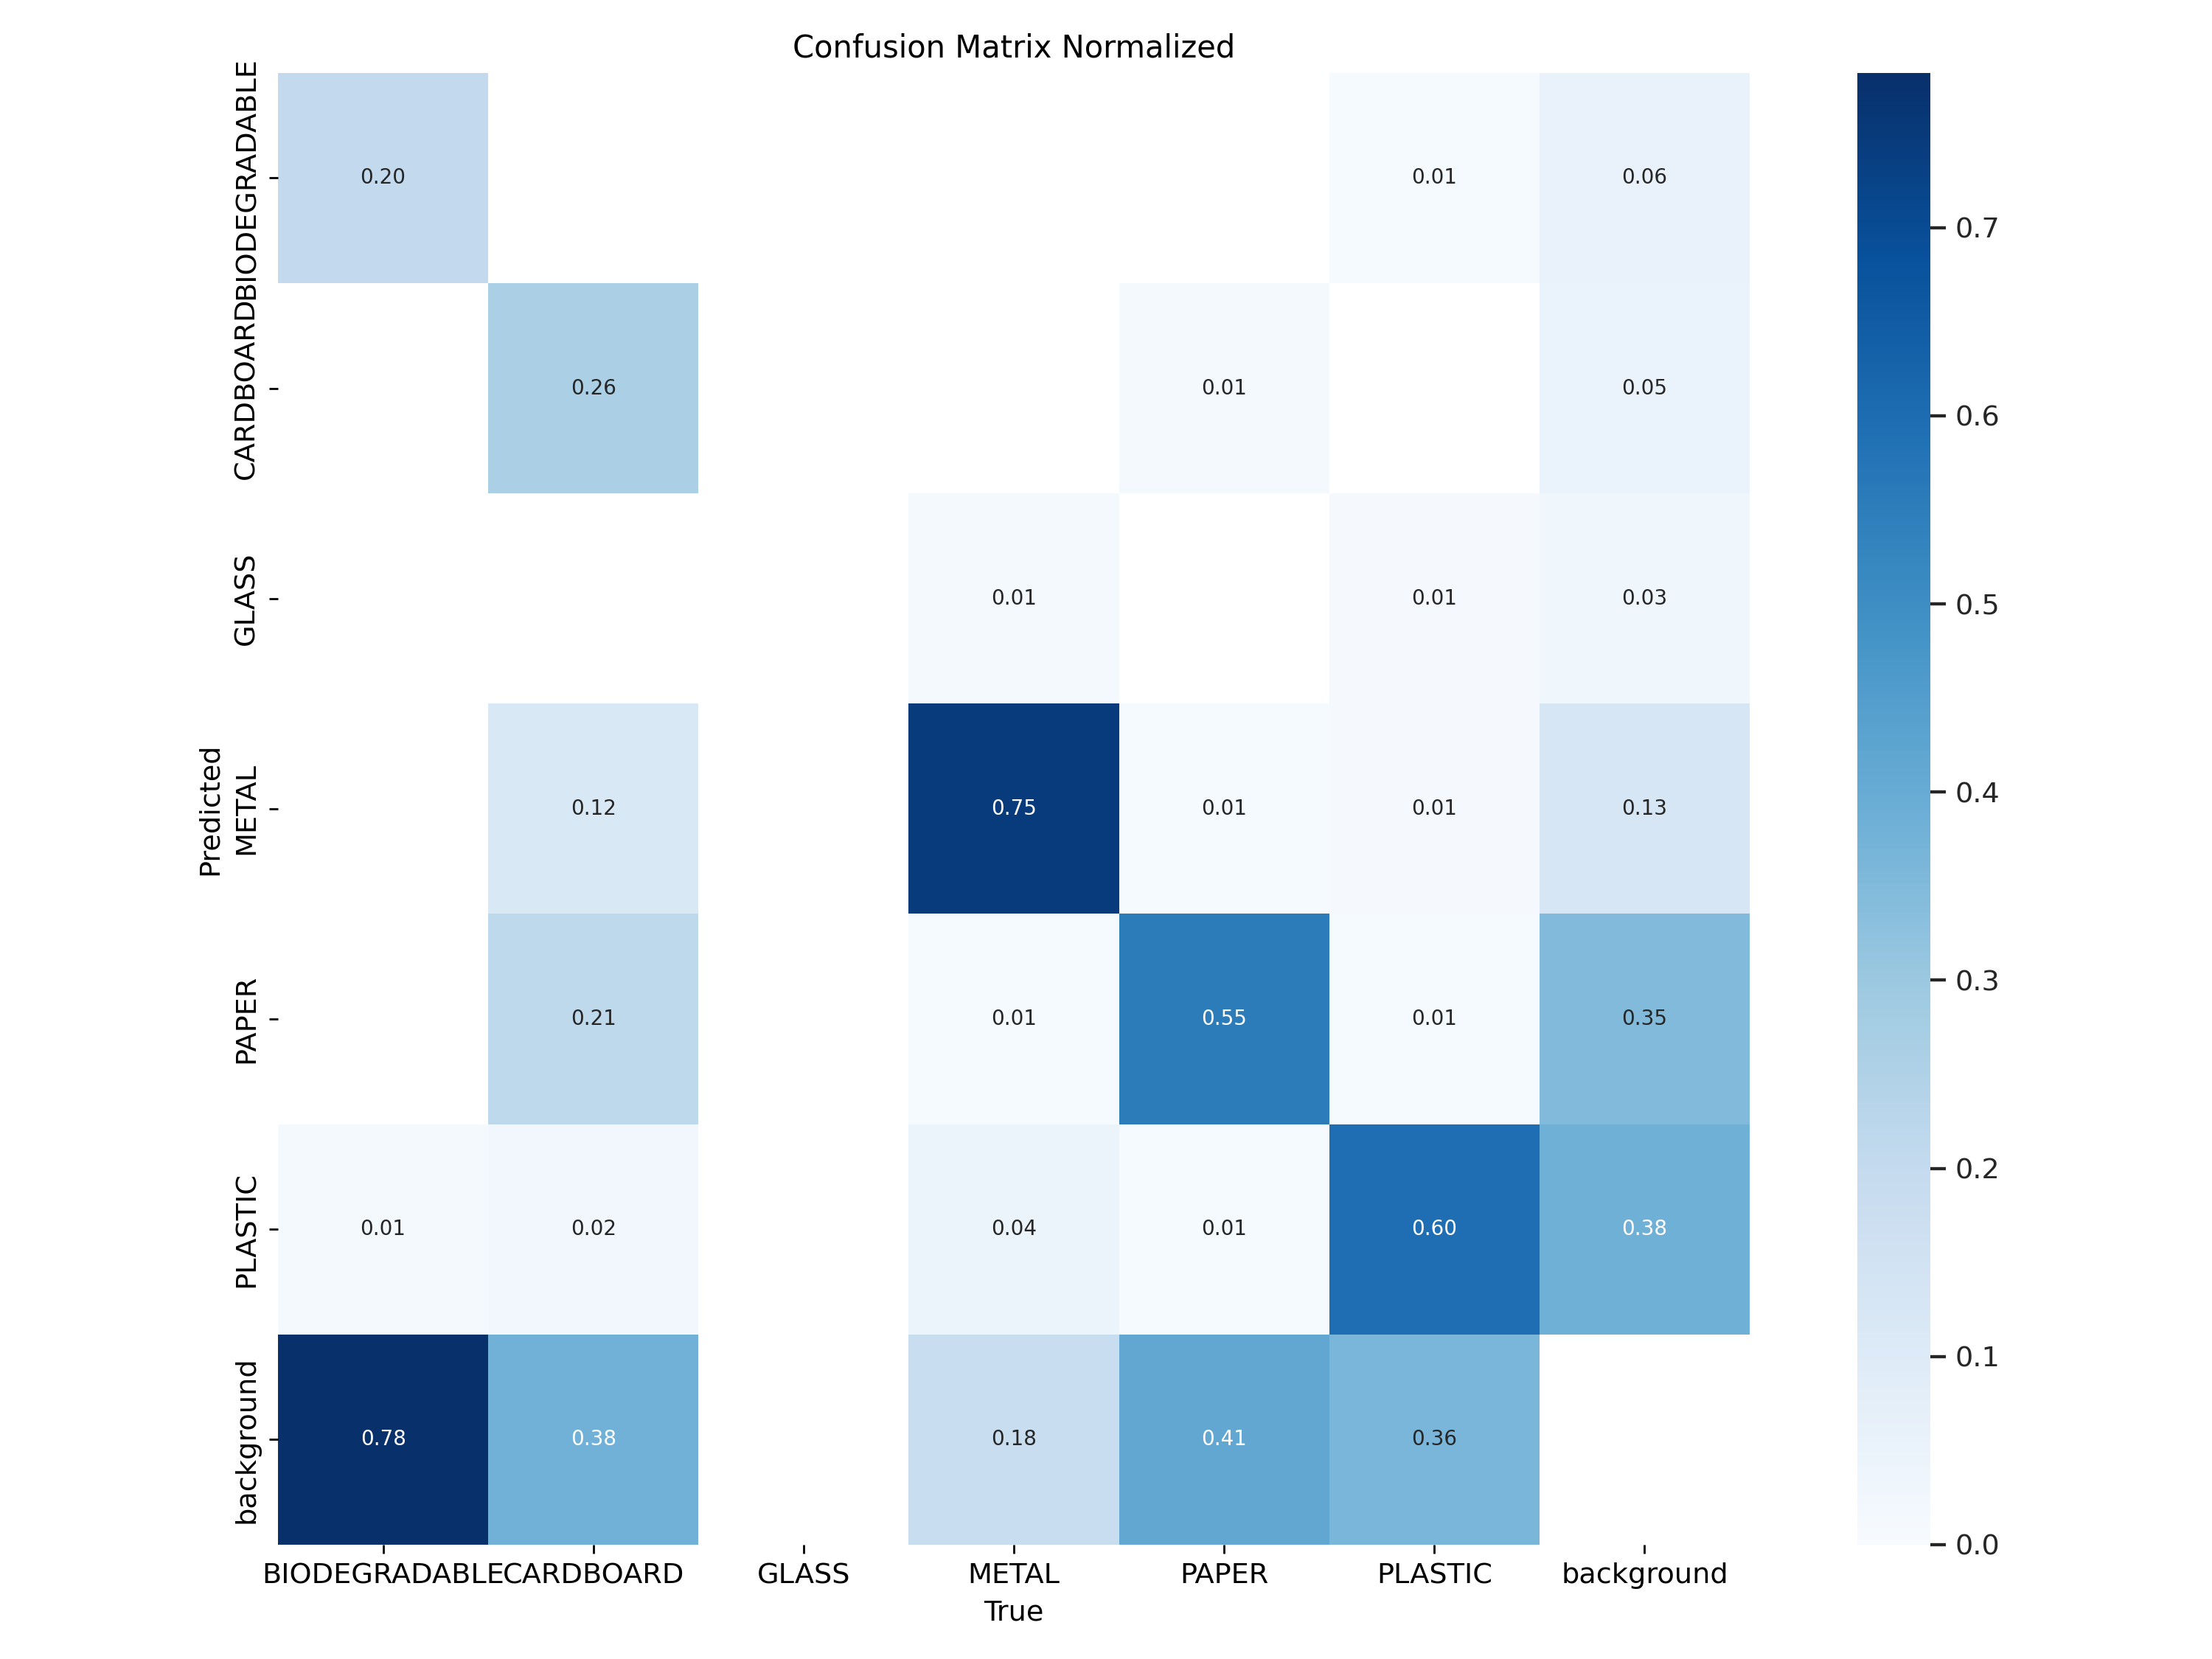 Confusion Matrix Normalized
BIODEGRADABLE
0.20
0.01
0.06
CARDBOARD
0.26
0.01
0.05
GLASS
0.01
0.01
0.03
Predicted
METAL
0.12
0.75
0.01
0.01
0.13
PAPER
0.21
0.01
0.55
0.01
0.35
PLASTIC
0.01
0.02
0.04
0.01
0.60
0.38
background
0.78
0.38
0.18
0.41
0.36
BIODEGRADABLE
CARDBOARD
GLASS
METAL
PAPER
PLASTIC
background
True
0.7
0.6
0.5
0.4
0.3
0.2
0.1
0.0